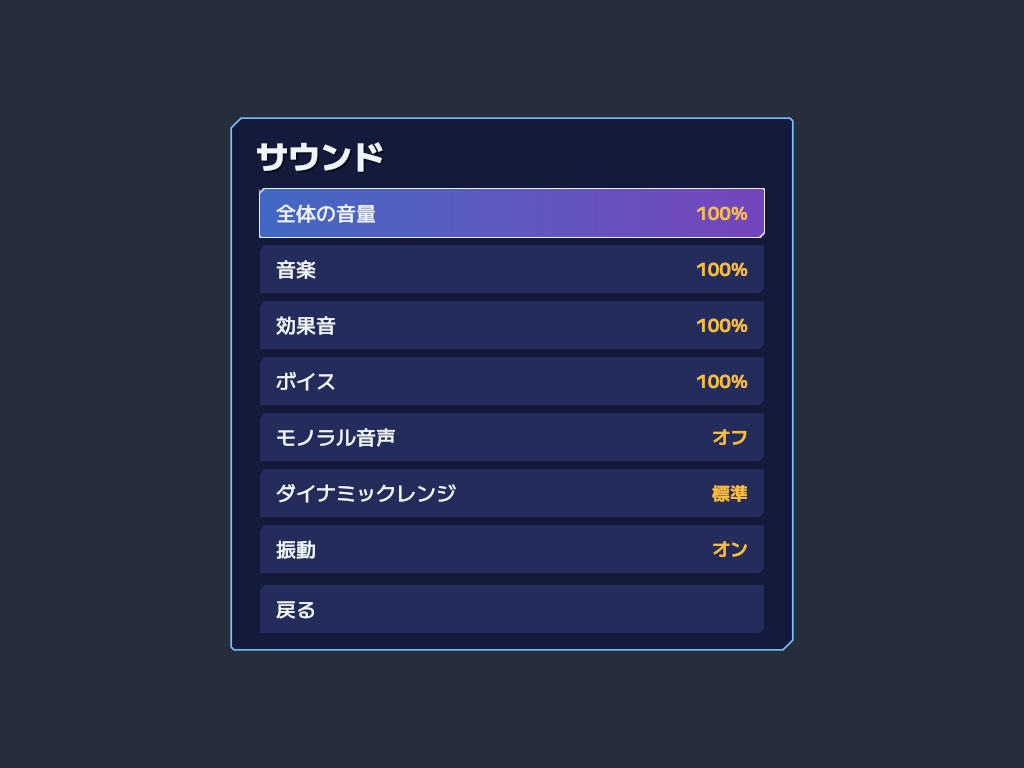 サウンド
全体の音量 100%
音楽 100%
効果音 100%
ボイス 100%
モノラル音声 オフ
ダイナミックレンジ 標準
振動 オン
戻る